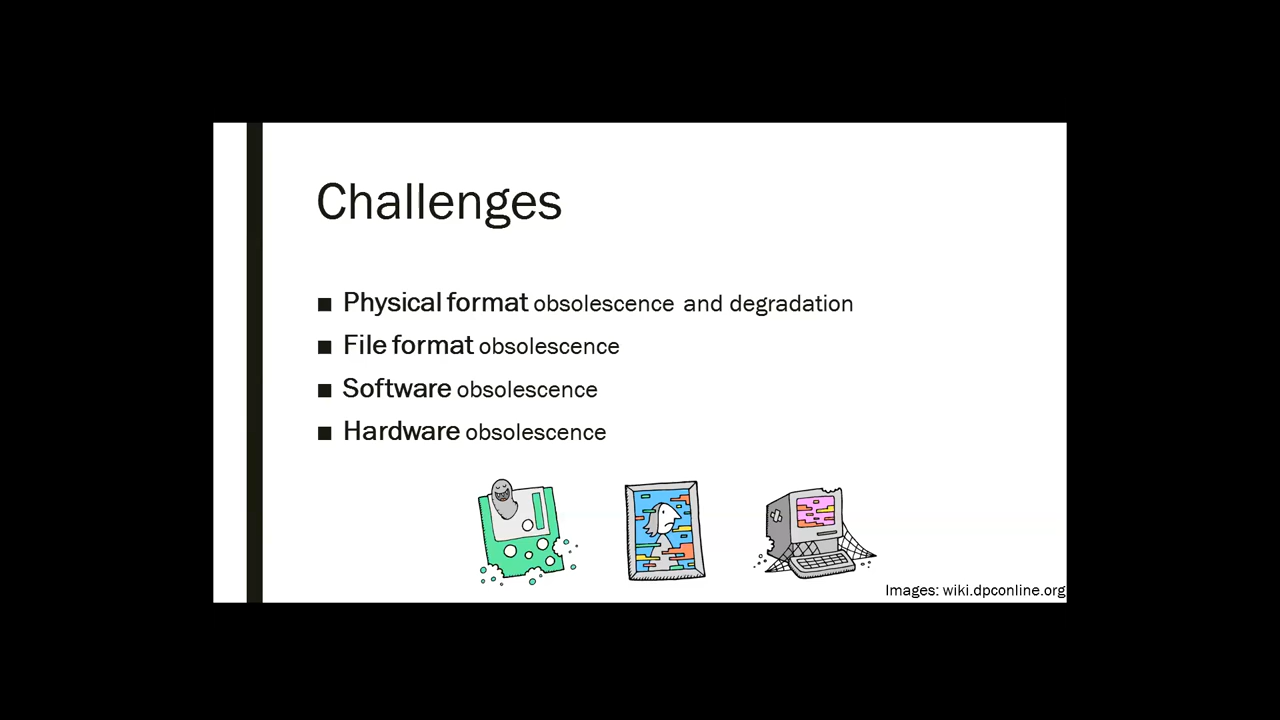 Challenges
■ Physical format obsolescence and degradation
■ File format obsolescence
■ Software obsolescence
■ Hardware obsolescence
Images: wiki.dpconline.org